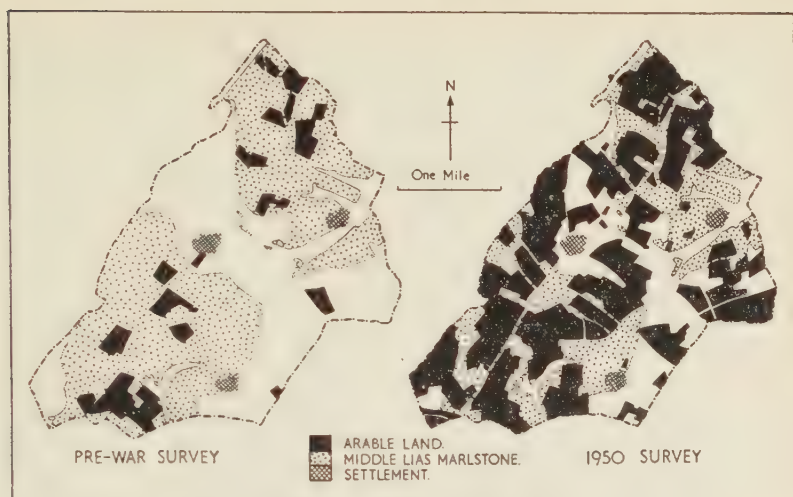 N
One Mile
PRE-WAR SURVEY
ARABLE LAND.
MIDDLE LIAS MARLSTONE.
SETTLEMENT.
1950 SURVEY